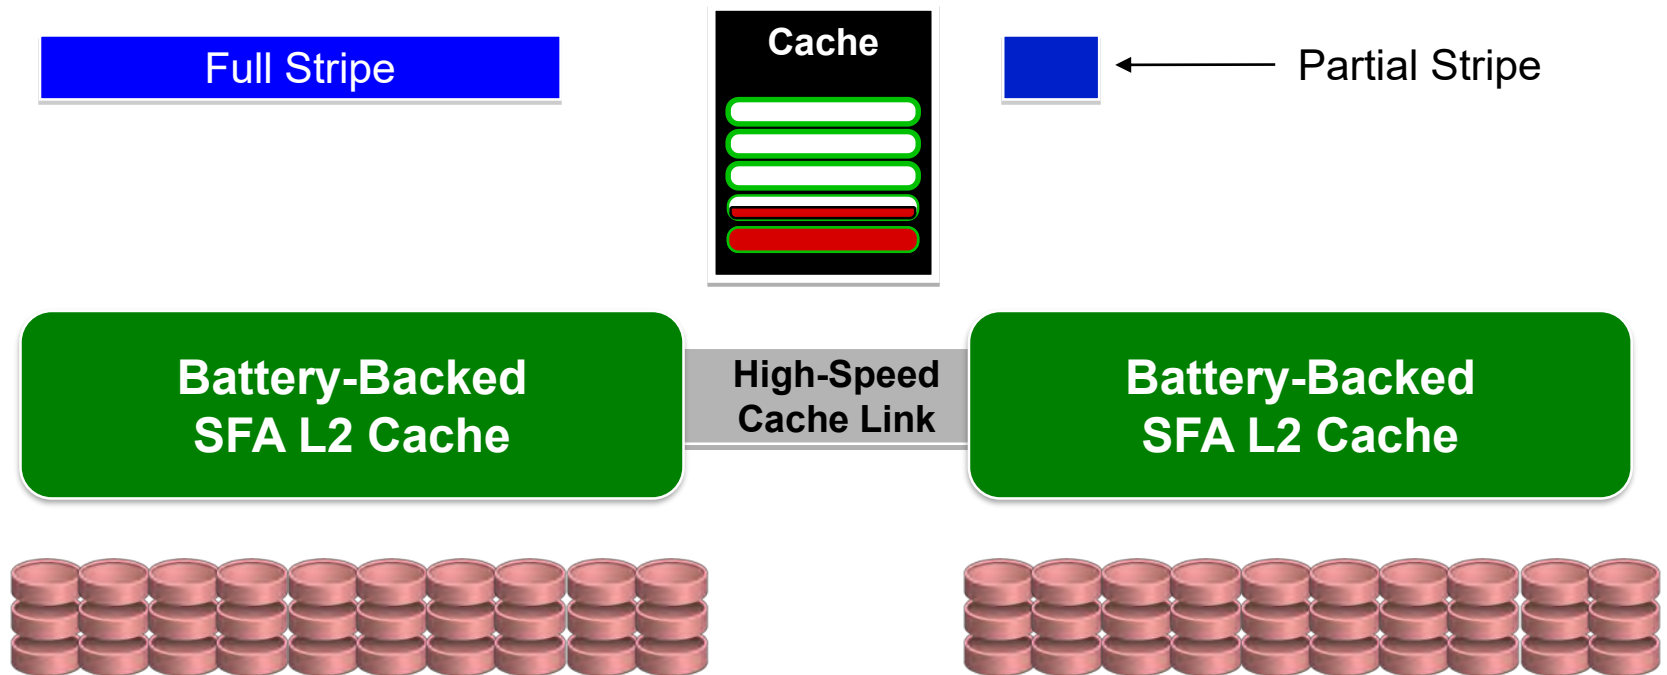 Full Stripe
Cache
Partial Stripe
Battery-Backed
SFA L2 Cache
High-Speed
Cache Link
Battery-Backed
SFA L2 Cache